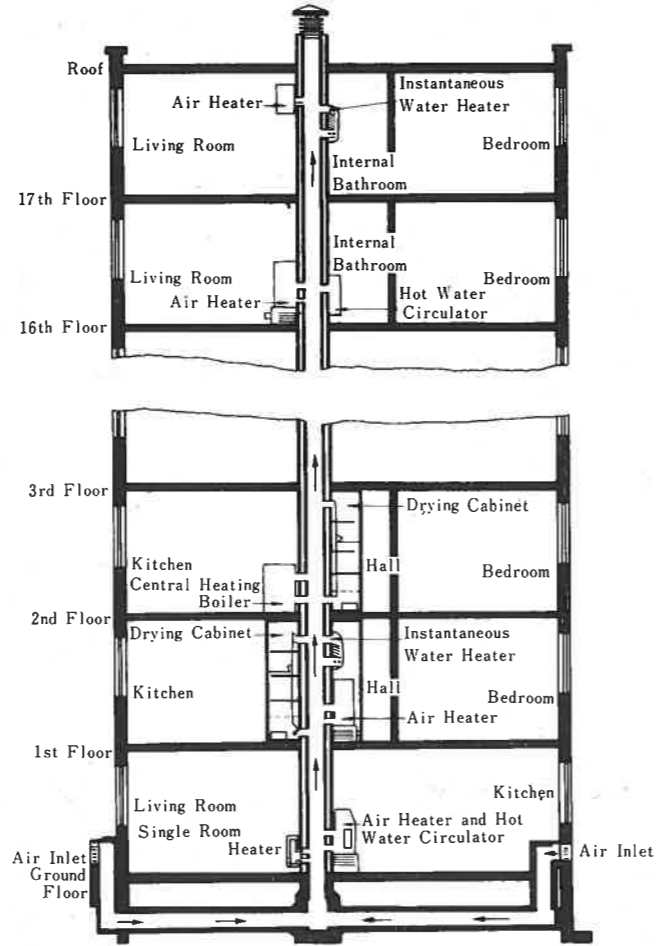 Roof
Air Heater
Instantaneous
Water Heater
Living Room
Bedroom
Internal
Bathroom
17th Floor
Internal
Bathroom
Living Room
Bedroom
Air Heater
Hot Water
Circulator
16th Floor
3rd Floor
Drying Cabinet
Kitchen
Hall
Bedroom
Central Heating
Boiler
2nd Floor
Drying Cabinet
Instantaneous
Water Heater
Kitchen
Hall
Bedroom
Air Heater
1st Floor
Living Room
Kitchen
Single Room
Heater
Air Heater and Hot
Water Circulator
Air Inlet
Ground
Floor
Air Inlet